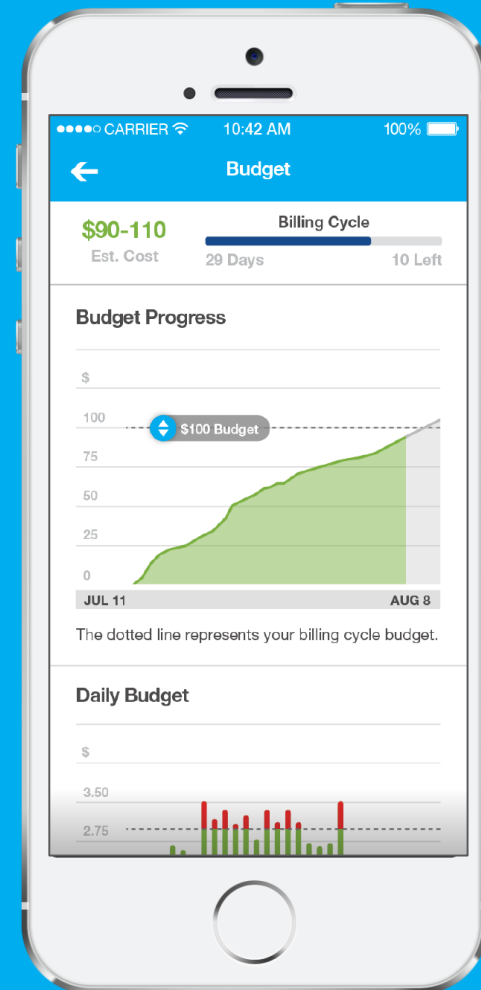 CARRIER 10:42 AM 100%
Budget
$90-110
Est. Cost
Billing Cycle
29 Days 10 Left
Budget Progress
$
100
$100 Budget
75
50
25
0
JUL 11 AUG 8
The dotted line represents your billing cycle budget.
Daily Budget
$
3.50
2.75